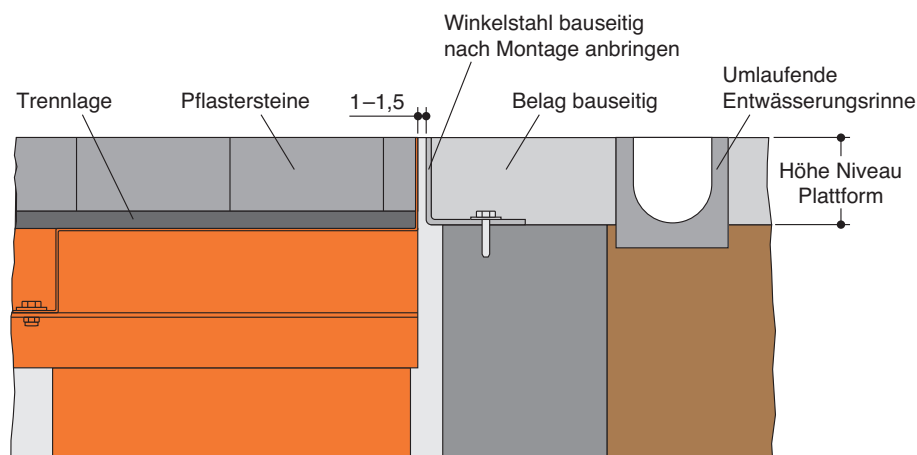 Winkelstahl bauseitig
nach Montage anbringen
Umlaufende
Entwässerungsrinne
Trennlage
Pflastersteine
1–1,5
Belag bauseitig
Höhe Niveau
Plattform